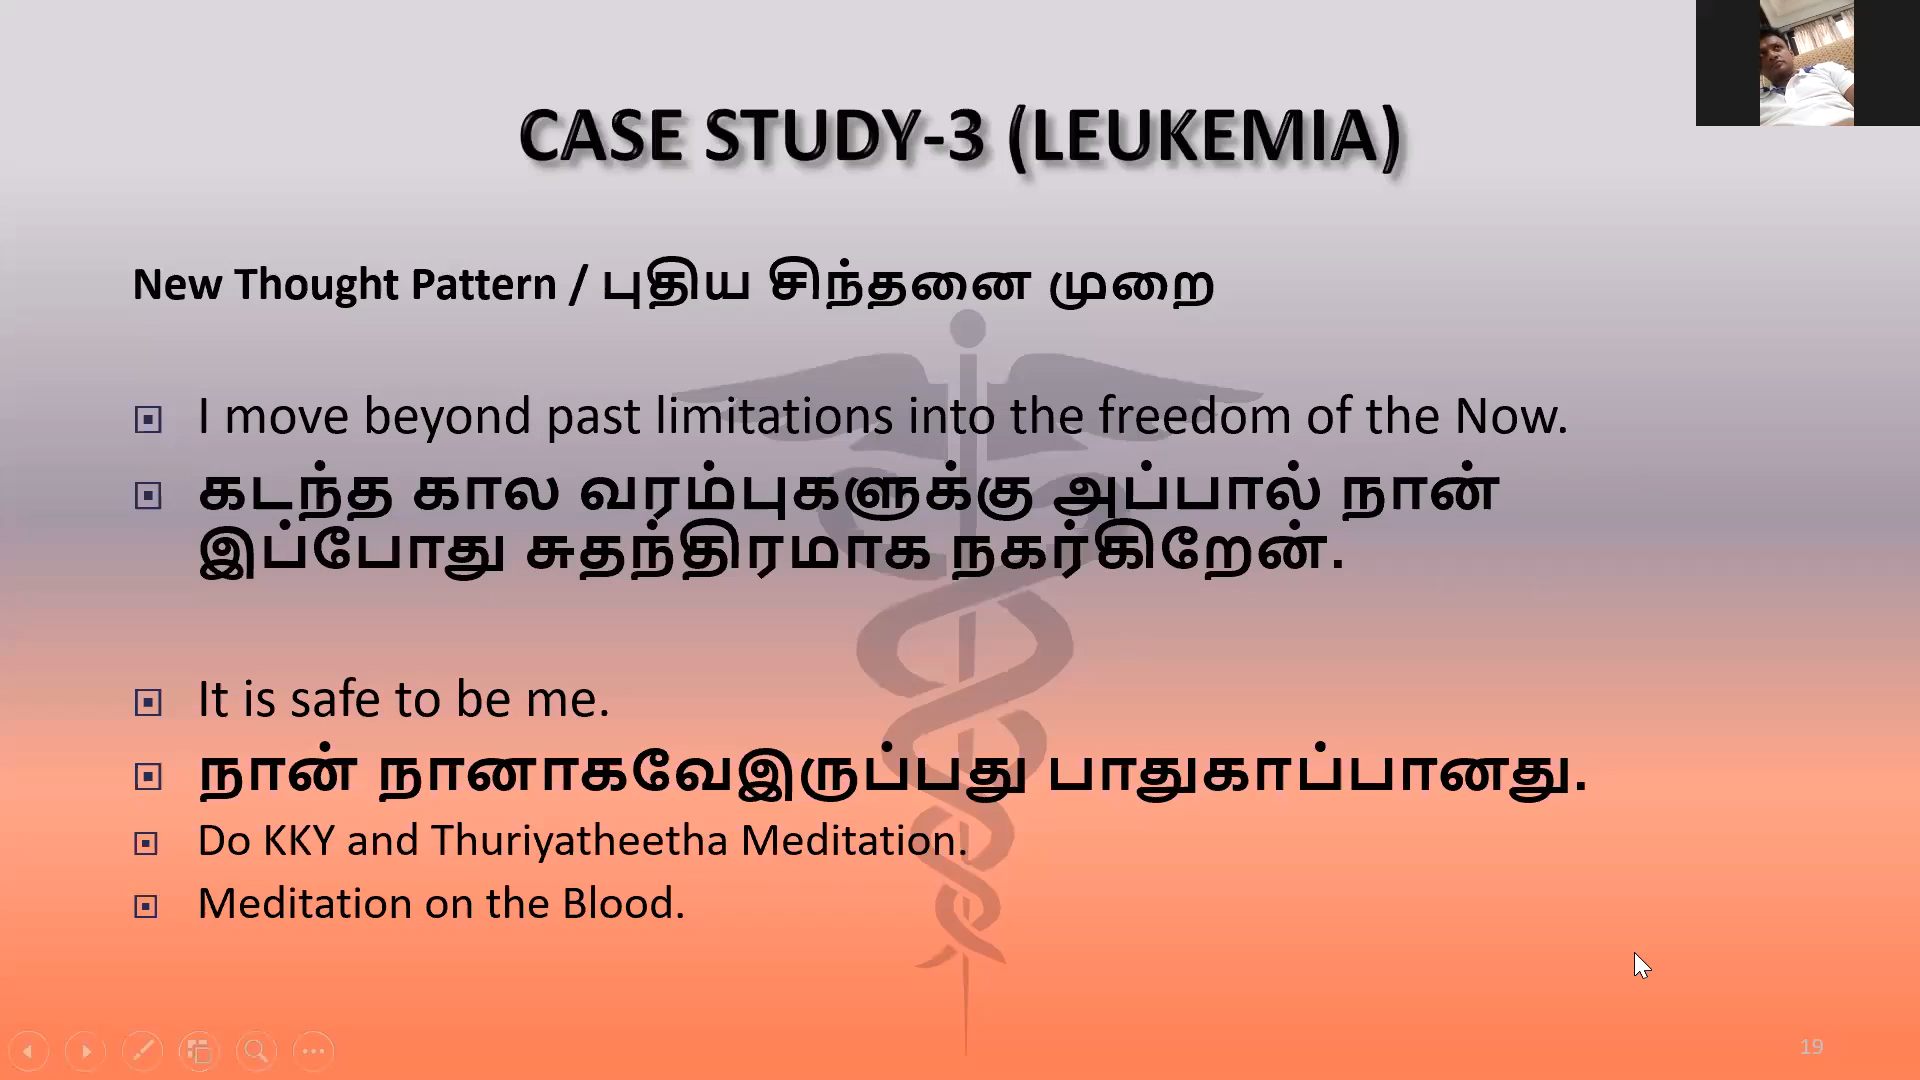 CASE STUDY-3 (LEUKEMIA)
New Thought Pattern / புதிய சிந்தனை முறை
I move beyond past limitations into the freedom of the Now.
கடந்த கால வரம்புகளுக்கு அப்பால் நான்
இப்போது சுதந்திரமாக நகர்கிறேன்.
It is safe to be me.
நான் நானாகவேஇருப்பது பாதுகாப்பானது.
Do KKY and Thuriyatheetha Meditation.
Meditation on the Blood.
19